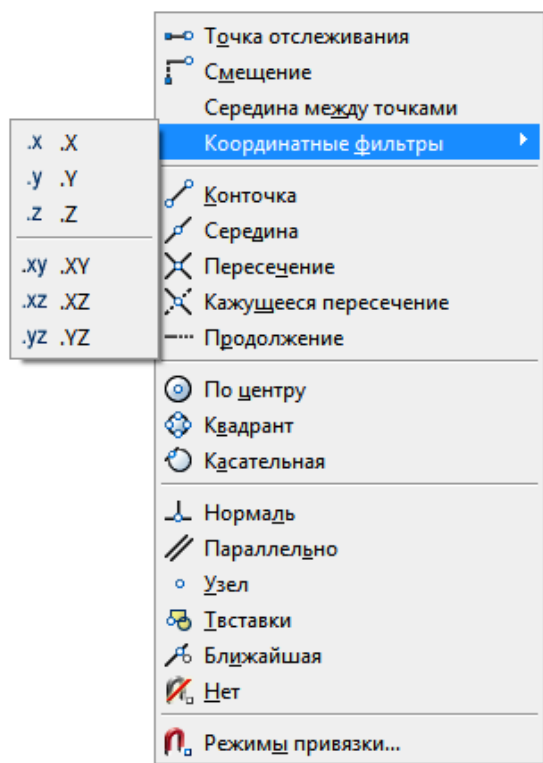 Точка отслеживания
Смещение
Середина между точками
Координатные фильтры
.x .X
.y .Y
.z .Z
.xy .XY
.xz .XZ
.yz .YZ
Конточка
Середина
Пересечение
Кажущееся пересечение
Продолжение
По центру
Квадрант
Касательная
Нормаль
Параллельно
Узел
Твставки
Ближайшая
Нет
Режимы привязки...